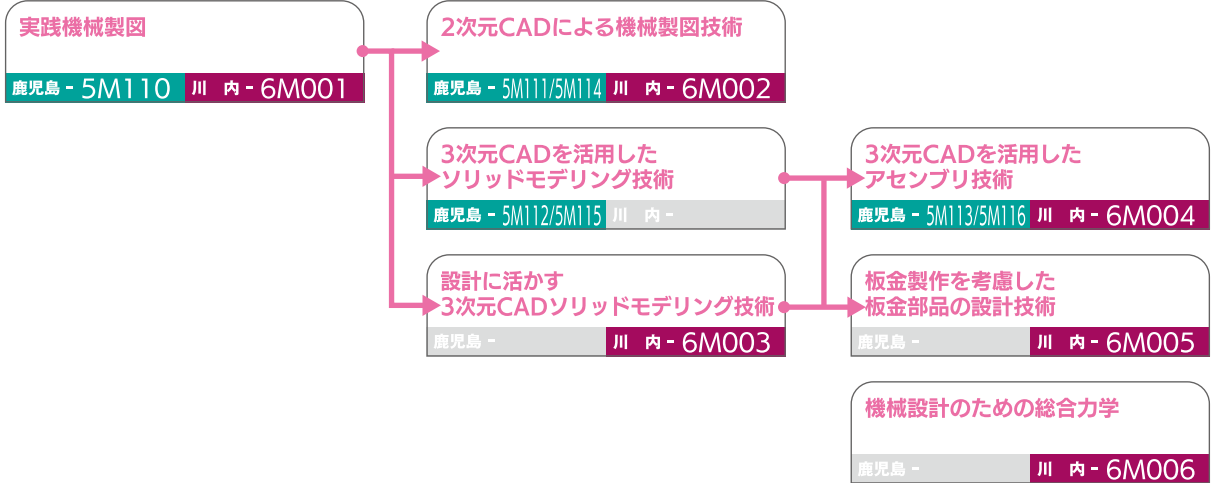 実践機械製図
鹿児島 - 5M110 川 内 - 6M001
2次元CADによる機械製図技術
鹿児島 - 5M111/5M114 川 内 - 6M002
3次元CADを活用した
ソリッドモデリング技術
鹿児島 - 5M112/5M115 川 内 -
設計に活かす
3次元CADソリッドモデリング技術
鹿児島 - 川 内 - 6M003
3次元CADを活用した
アセンブリ技術
鹿児島 - 5M113/5M116 川 内 - 6M004
板金製作を考慮した
板金部品の設計技術
鹿児島 - 川 内 - 6M005
機械設計のための総合力学
鹿児島 - 川 内 - 6M006